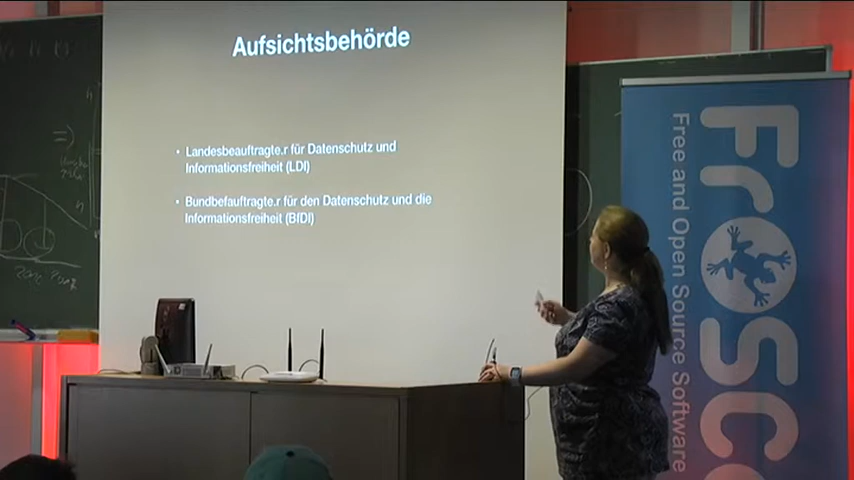 Aufsichtsbehörde
• Landesbeauftragte.r für Datenschutz und
Informationsfreiheit (LDI)
• Bundbefauftragte.r für den Datenschutz und die
Informationsfreiheit (BfDI)
FrOSC
Free and Open Source Software